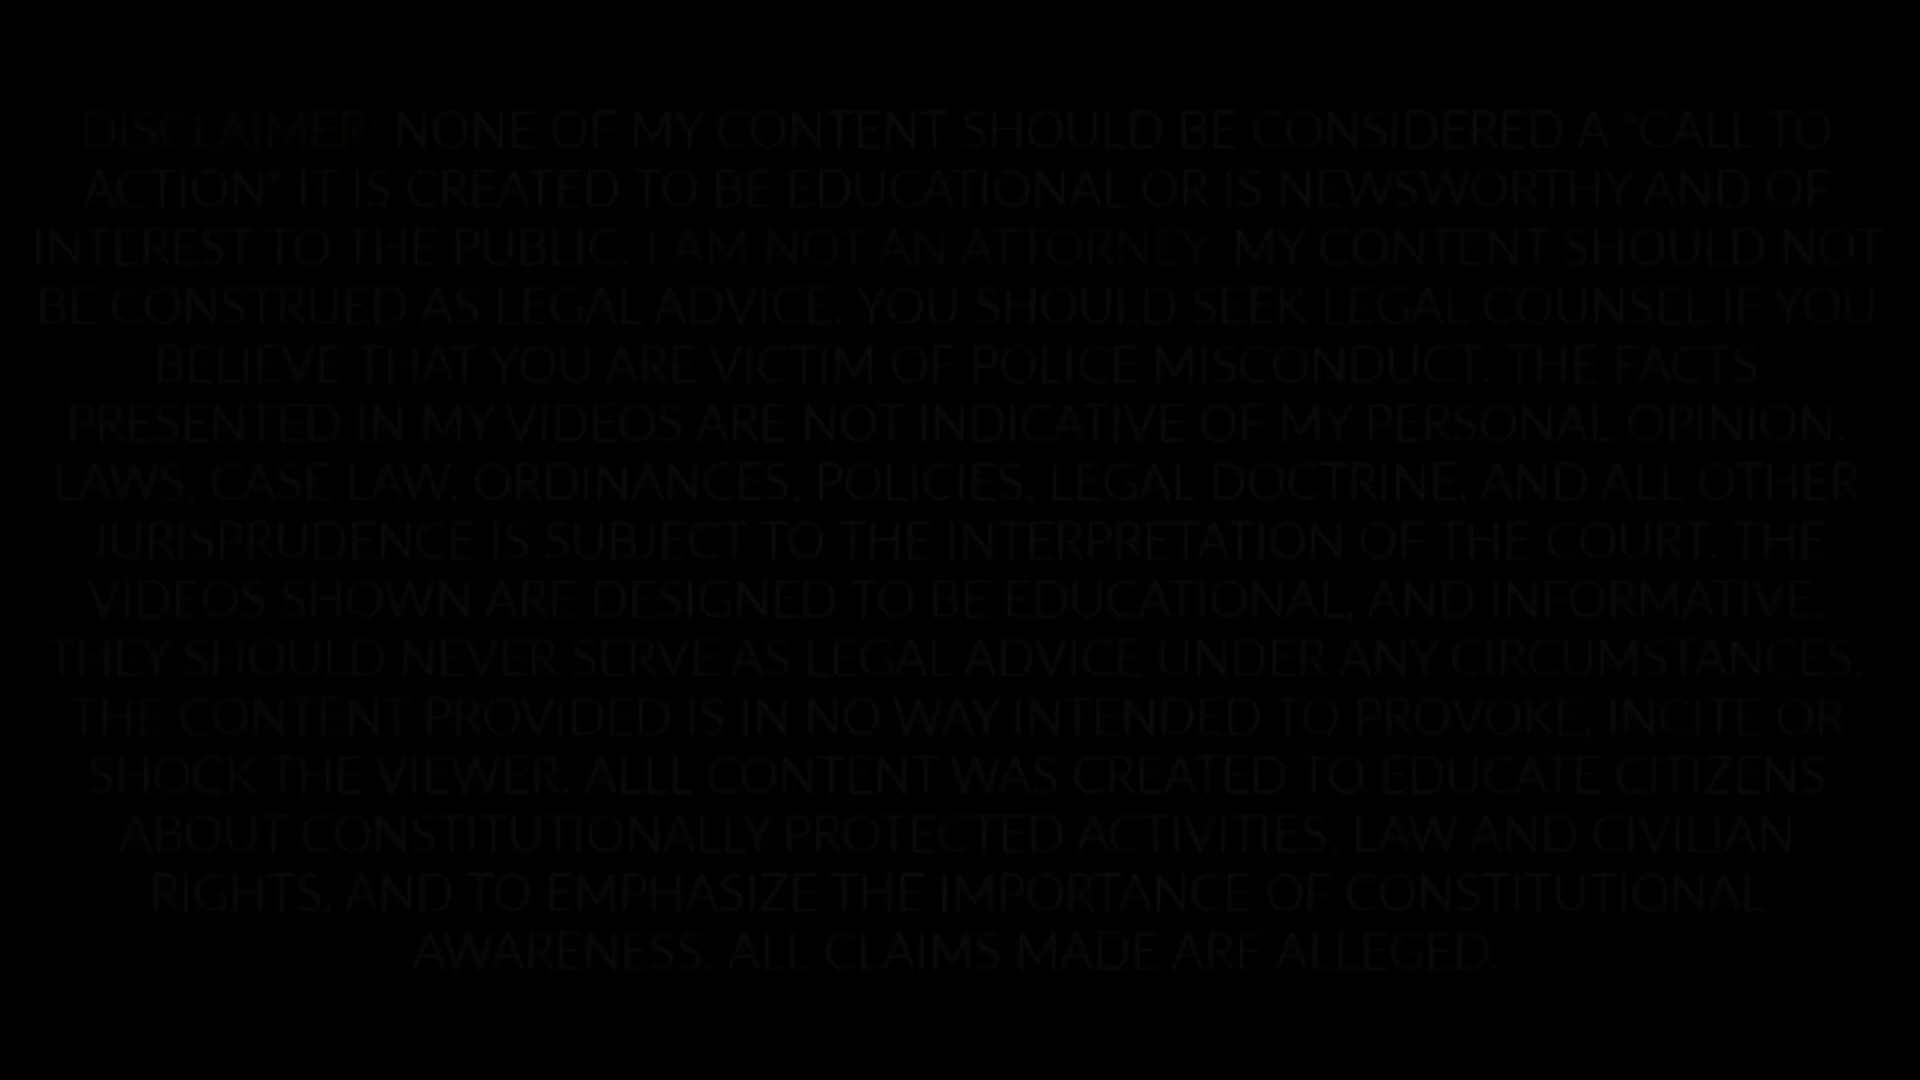 DISCLAIMER: NONE OF MY CONTENT SHOULD BE CONSIDERED A "CALL TO
ACTION" IT IS CREATED TO BE EDUCATIONAL OR IS NEWSWORTHY AND OF
INTEREST TO THE PUBLIC. I AM NOT AN ATTORNEY. MY CONTENT SHOULD NOT
BE CONSTRUED AS LEGAL ADVICE. YOU SHOULD SEEK LEGAL COUNSEL IF YOU
BELIEVE THAT YOU ARE VICTIM OF POLICE MISCONDUCT. THE FACTS
PRESENTED IN MY VIDEOS ARE NOT INDICATIVE OF MY PERSONAL OPINION.
LAWS, CASE LAW, ORDINANCES, POLICIES, LEGAL DOCTRINE, AND ALL OTHER
JURISPRUDENCE IS SUBJECT TO THE INTERPRETATION OF THE COURT. THE
VIDEOS SHOWN ARE DESIGNED TO BE EDUCATIONAL, AND INFORMATIVE.
THEY SHOULD NEVER SERVE AS LEGAL ADVICE UNDER ANY CIRCUMSTANCES.
THE CONTENT PROVIDED IS IN NO WAY INTENDED TO PROVOKE, INCITE OR
SHOCK THE VIEWER. ALLL CONTENT WAS CREATED TO EDUCATE CITIZENS
ABOUT CONSTITUTIONALLY PROTECTED ACTIVITIES, LAW AND CIVILIAN
RIGHTS, AND TO EMPHASIZE THE IMPORTANCE OF CONSTITUTIONAL
AWARENESS. ALL CLAIMS MADE ARE ALLEGED.